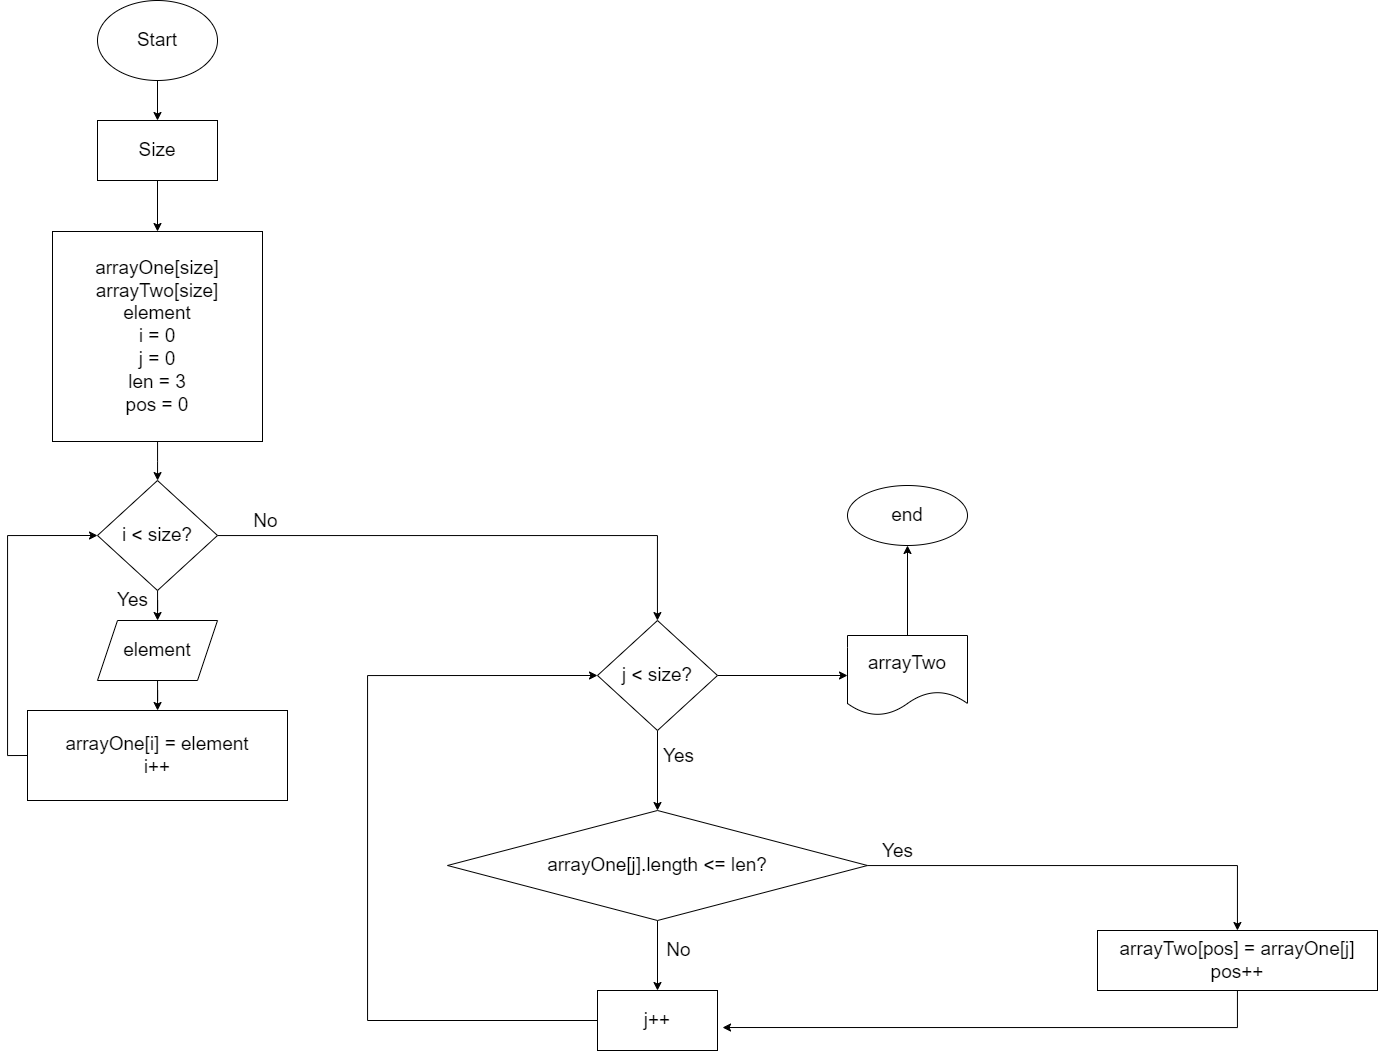 Start
Size
arrayOne[size]
arrayTwo[size]
element
i = 0
j = 0
len = 3
pos = 0
i < size?
No
Yes
element
arrayOne[i] = element
i++
j < size?
arrayTwo
end
Yes
arrayOne[j].length <= len?
Yes
No
arrayTwo[pos] = arrayOne[j]
pos++
j++